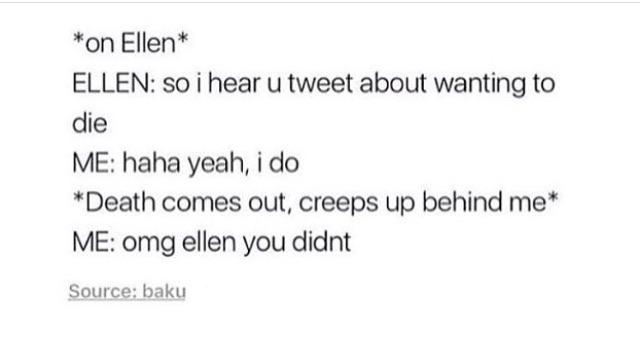 *on Ellen*
ELLEN: so i hear u tweet about wanting to
die
ME: haha yeah, i do
*Death comes out, creeps up behind me*
ME: omg ellen you didnt
Source: baku